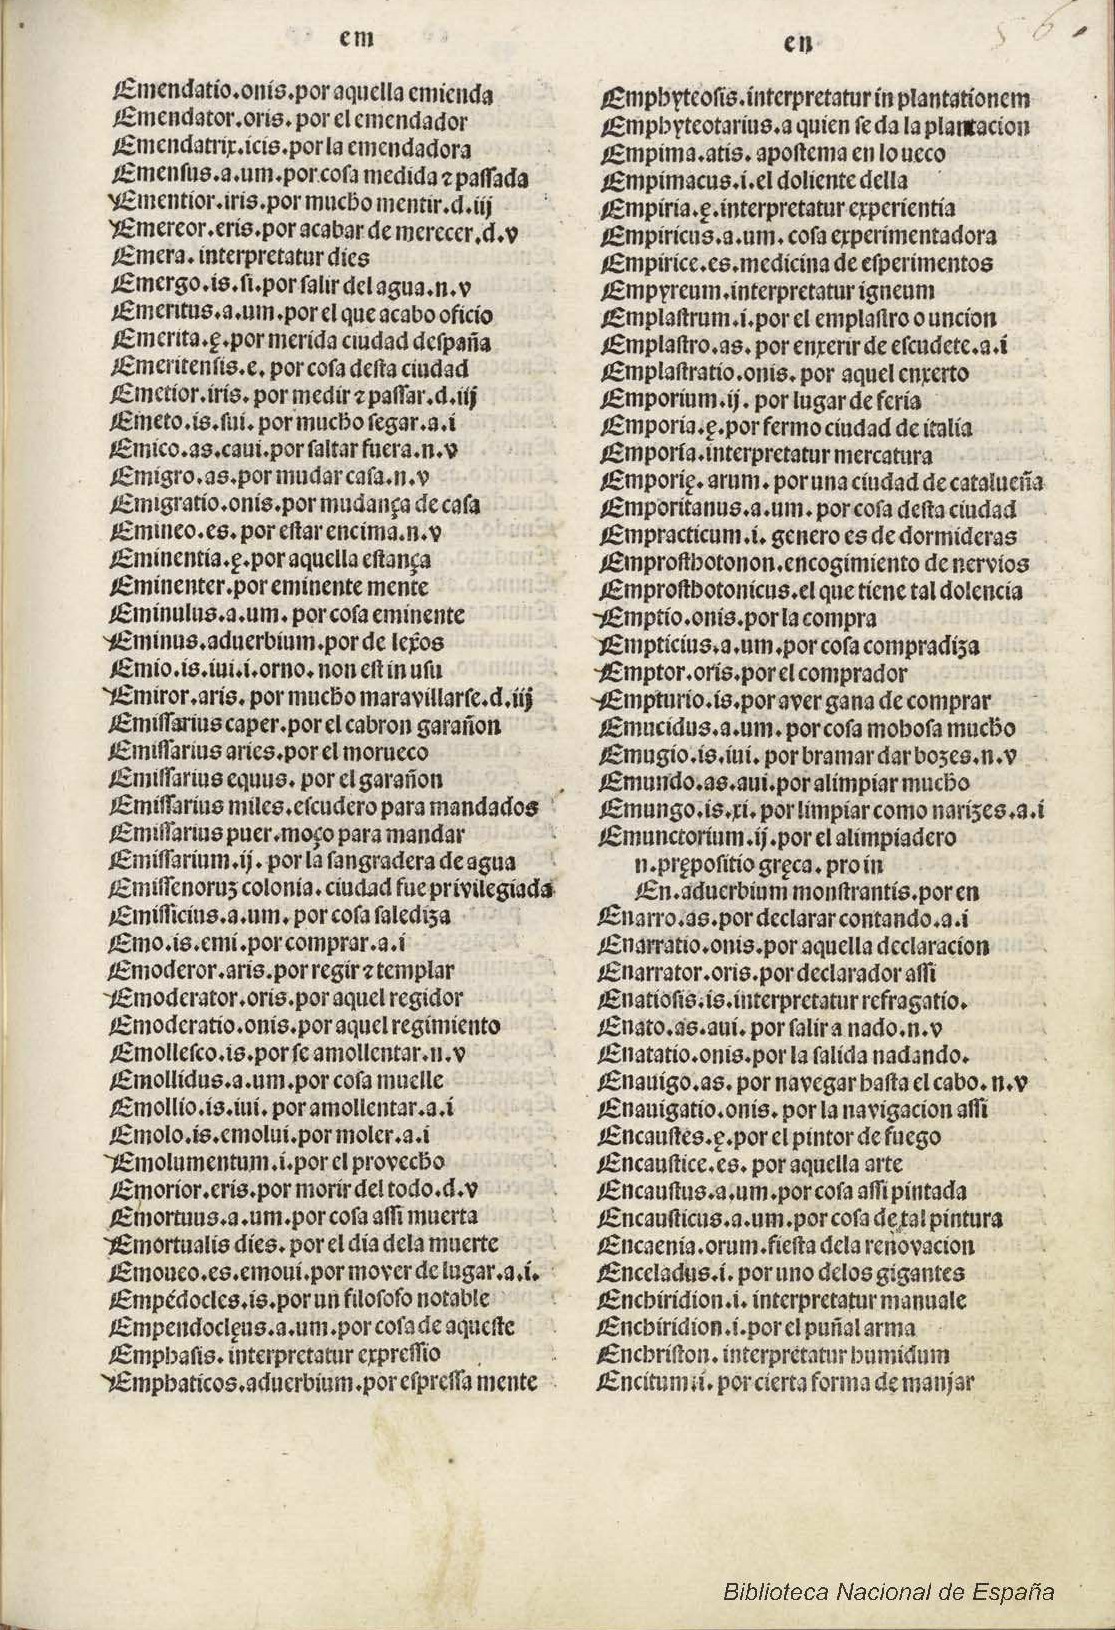 em
Emendatio.onis.por aquella emienda
Emendator.oris.por el emendador
Emendatrix.icis.por la emendadora
Emensus.a.um.por cosa medida ⁊ passada
Ementior.iris.por mucho mentir.d.iij
Emereor.eris.por acabar de merecer.d.v
Emera. interpretatur dies
Emergo.is.si.por salir del agua.n.v
Emeritus.a.um.por el que acabo oficio
Emerita.ę.por merida ciudad despaña
Emeritensis.e. por cosa desta ciudad
Emetior.iris. por medir ⁊ passar.d.iij
Emeto.is.sui. por mucho segar.a.i
Emico.as.caui.por saltar fuera.n.v
Emigro.as.por mudar casa.n.v
Emigratio.onis.por mudança de casa
Emineo.es. por estar encima.n.v
Eminentia.ę.por aquella estança
Eminenter.por eminente mente
Eminulus.a.um. por cosa eminente
Eminus.aduerbium.por de lexos
Emio.is.iui.i.orno. non est in usu
Emiror.aris. por mucho maravillarse.d.iij
Emissarius caper.por el cabron garañon
Emissarius aries.por el morueco
Emissarius equus. por el garañon
Emissarius miles.escudero para mandados
Emissarius puer.moço para mandar
Emissarium.ij. por la sangradera de agua
Emissenoruʒ colonia. ciudad fue privilegiada
Emissicius.a.um. por cosa salediza
Emo.is.emi.por comprar.a.i
Emoderor.aris.por regir ⁊ templar
Emoderator.oris.por aquel regidor
Emoderatio.onis.por aquel regimiento
Emollesco.is.por se amollentar.n.v
Emollidus.a.um.por cosa muelle
Emollio.is.iui. por amollentar.a.i
Emolo.is.emolui.por moler.a.i
Emolumentum.i.por el provecho
Emorior.eris.por morir del todo.d.v
Emortuus.a.um.por cosa assi muerta
Emortualis dies. por el dia dela muerte
Emoueo.es.emoui.por mover de lugar.a.i.
Empédocles.is.por un filosofo notable
Empendoclęus.a.um.por cosa de aqueste
Emphasis. interpretatur expressio
Emphaticos.aduerbium.por espressa mente
en
56.
Emphyteosis.interpretatur in plantationem
Emphyteotarius.a quien se da la plantacion
Empima.atis. apostema en lo ueco
Empimacus.i.el doliente della
Empiria.ę.interpretatur experientia
Empiricus.a.um. cosa experimentadora
Empirice.es.medicina de esperimentos
Empyreum.interpretatur igneum
Emplastrum.i.por el emplastro o uncion
Emplastro.as. por enxerir de escudete.a.i
Emplastratio.onis. por aquel enxerto
Emporium.ij. por lugar de feria
Emporia.ę.por fermo ciudad de italia
Emporia.interpretatur mercatura
Emporię. arum. por una ciudad de catalueña
Emporitanus.a.um. por cosa desta ciudad
Empracticum.i. genero es de dormideras
Emprosthotonon.encogimiento de nervios
Emprosthotonicus.el que tiene tal dolencia
Emptio.onis.por la compra
Empticius.a.um.por cosa compradiza
Emptor.oris.por el comprador
Empturio.is.por aver gana de comprar
Emucidus.a.um. por cosa mohosa mucho
Emugio.is.iui. por bramar dar bozes.n.v
Emundo.as.aui.por alimpiar mucho
Emungo.is.xi. por limpiar como narizes.a.i
Emunctorium.ij.por el alimpiadero
n.prępositio gręca. pro in
En.aduerbium monstrantis.por en
Enarro.as.por declarar contando.a.i
Enarratio.onis.por aquella declaracion
Enarrator.oris.por declarador assi
Enatiosis.is.interpretatur refragatio.
Enato.as.aui. por salir a nado.n.v
Enatatio.onis.por la salida nadando.
Enauigo.as. por navegar hasta el cabo.n.v
Enauigatio.onis. por la navigacion assi
Encaustes.ę.por el pintor de fuego
Encaustice.es. por aquella arte
Encaustus.a.um.por cosa assi pintada
Encausticus.a.um.por cosa de tal pintura
Encaenia.orum.fiesta dela renovacion
Enceladus.i. por uno delos gigantes
Enchiridion.i. interpretatur manuale
Enchiridion.i.por el puñal arma
Enchriston. interpretatur humidum
Encitum.i. por cierta forma de manjar
Biblioteca Nacional de España